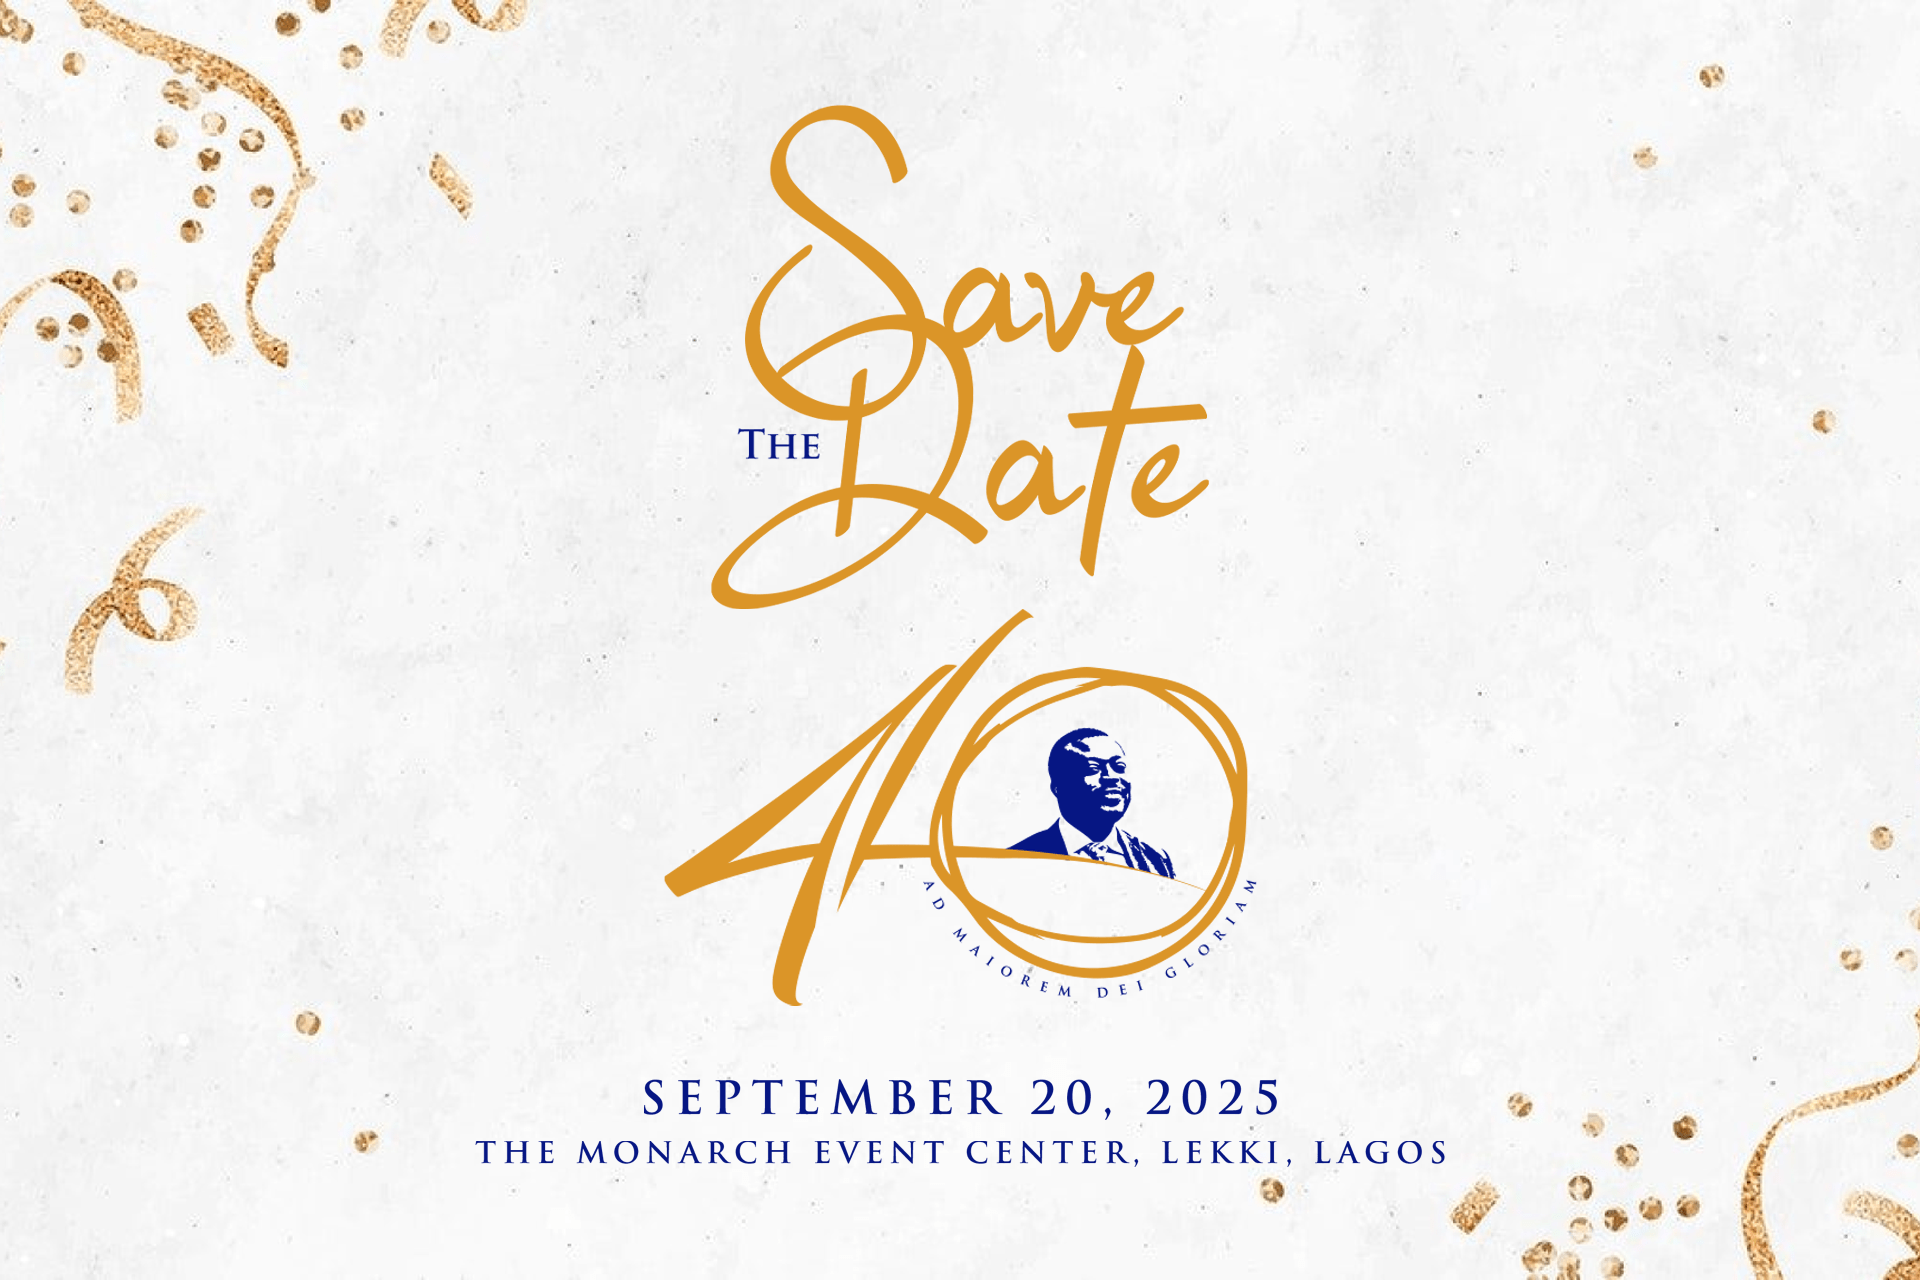 Save
THE Date
40
AD MAIOREM DEI GLORIAM
SEPTEMBER 20, 2025
THE MONARCH EVENT CENTER, LEKKI, LAGOS